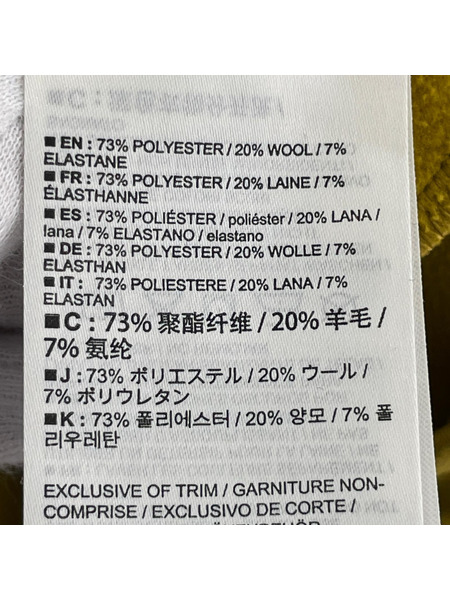 ■ EN : 73% POLYESTER / 20% WOOL / 7%
ELASTANE
■ FR : 73% POLYESTER / 20% LAINE / 7%
ÉLASTHANNE
■ ES : 73% POLIÉSTER / poliéster / 20% LANA /
lana / 7% ELASTANO / elastano
■ DE : 73% POLYESTER / 20% WOLLE / 7%
ELASTHAN
■ IT : 73% POLIESTERE / 20% LANA / 7%
ELASTAN
■ C : 73% 聚酯纤维 / 20% 羊毛 /
7% 氨纶
■ J : 73% ポリエステル / 20% ウール /
7% ポリウレタン
■ K : 73% 폴리에스터 / 20% 양모 / 7% 폴
리우레탄
EXCLUSIVE OF TRIM / GARNITURE NON-
COMPRISE / EXCLUSIVO DE CORTE /